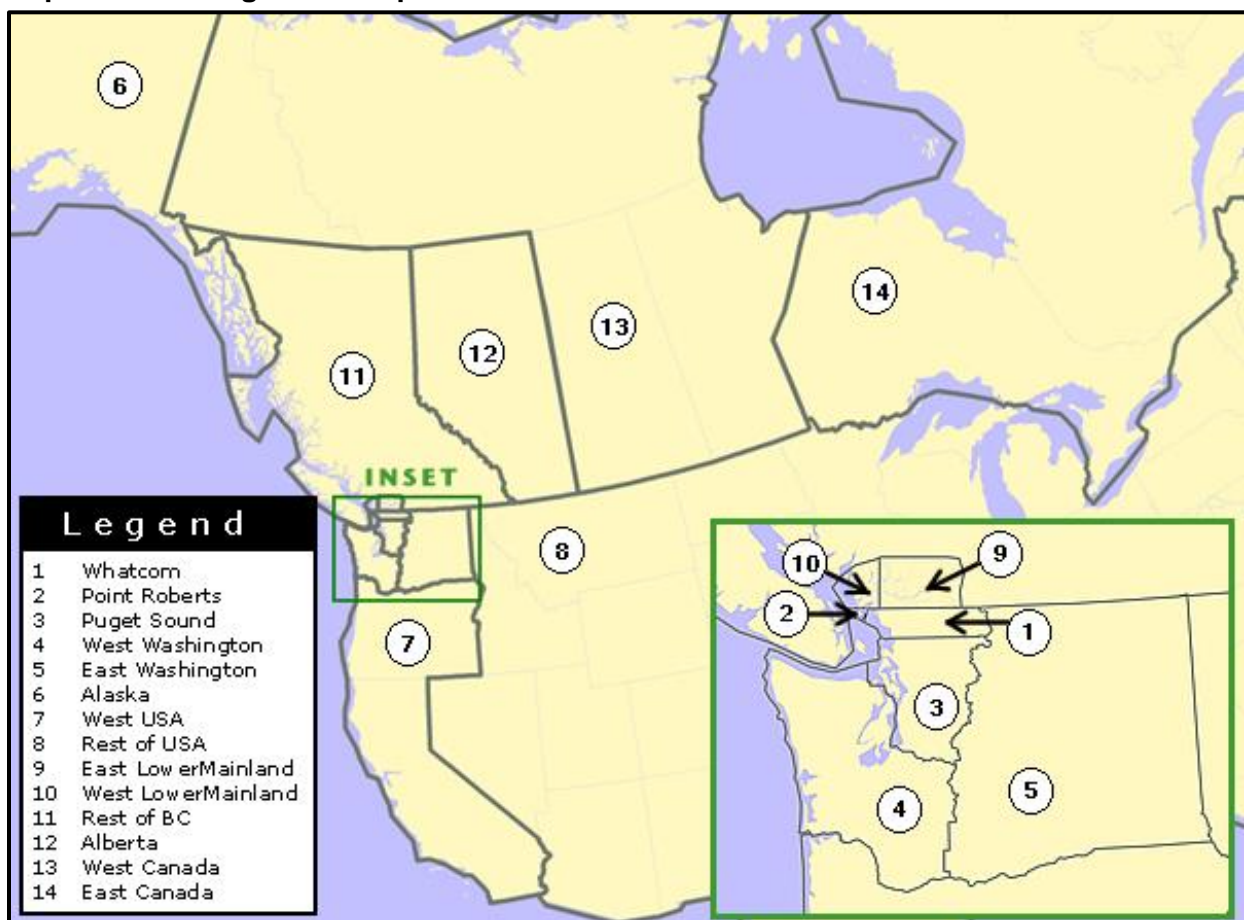 6
14
13
12
11
INSET
8
7
Legend
1 Whatcom
2 Point Roberts
3 Puget Sound
4 West Washington
5 East Washington
6 Alaska
7 West USA
8 Rest of USA
9 East LowerMainland
10 West LowerMainland
11 Rest of BC
12 Alberta
13 West Canada
14 East Canada
10
9
2
1
3
4
5